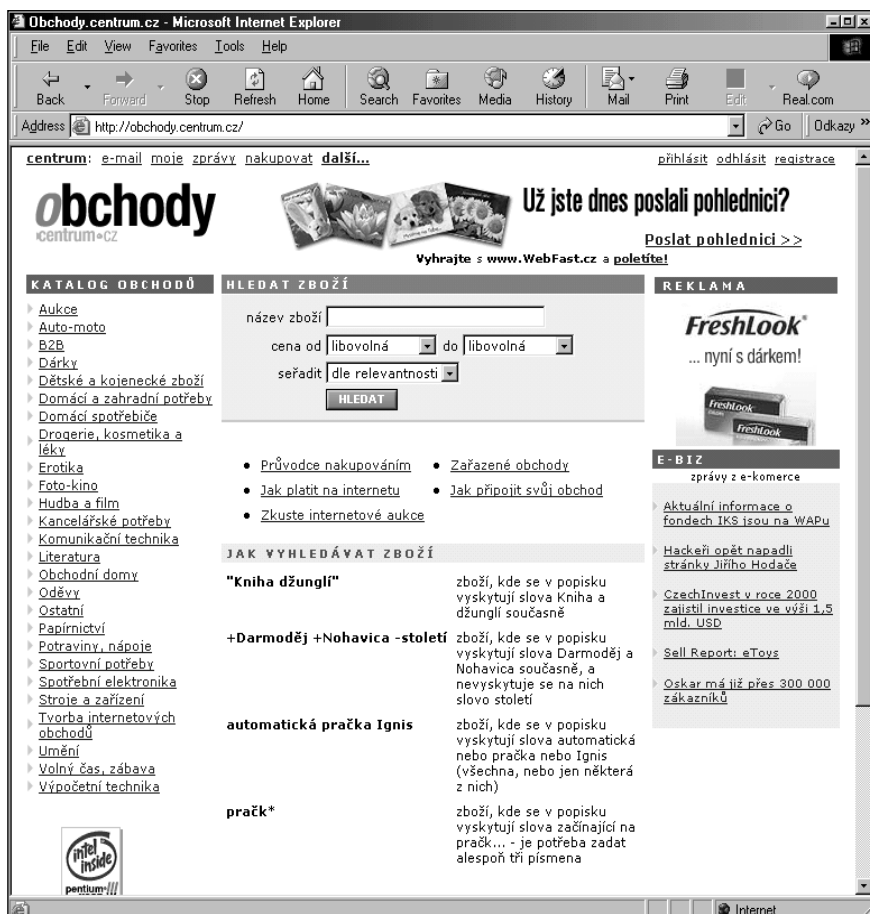 Obchody.centrum.cz - Microsoft Internet Explorer
File Edit View Favorites Tools Help
Back Forward Stop Refresh Home Search Favorites Media History Mail Print Edit Real.com
Address http://obchody.centrum.cz/ Go Odkazy »
centrum: e-mail moje zprávy nakupovat další... přihlásit odhlásit registrace
obchody
centrum•cz
Už jste dnes poslali pohlednici?
Poslat pohlednici >>
Vyhrajte s www.WebFast.cz a poletíte!
KATALOG OBCHODŮ
Aukce
Auto-moto
B2B
Dárky
Dětské a kojenecké zboží
Domácí a zahradní potřeby
Domácí spotřebiče
Drogerie, kosmetika a
léky
Erotika
Foto-kino
Hudba a film
Kancelářské potřeby
Komunikační technika
Literatura
Obchodní domy
Oděvy
Ostatní
Papírnictví
Potraviny, nápoje
Sportovní potřeby
Spotřební elektronika
Stroje a zařízení
Tvorba internetových
obchodů
Umění
Volný čas, zábava
Výpočetní technika
intel
inside
pentium·///
HLEDAT ZBOŽÍ
název zboží
cena od libovolná do libovolná
seřadit dle relevantnosti
HLEDAT
• Průvodce nakupováním • Zařazené obchody
• Jak platit na internetu • Jak připojit svůj obchod
• Zkuste internetové aukce
JAK VYHLEDÁVAT ZBOŽÍ
"Kniha džunglí" zboží, kde se v popisku
vyskytují slova Kniha a
džunglí současně
+Darmoděj +Nohavica -století zboží, kde se v popisku
vyskytují slova Darmoděj a
Nohavica současně, a
nevyskytuje se na nich
slovo století
automatická pračka Ignis zboží, kde se v popisku
vyskytují slova automatická
nebo pračka nebo Ignis
(všechna, nebo jen některá
z nich)
pračk* zboží, kde se v popisku
vyskytují slova začínající na
pračk... - je potřeba zadat
alespoň tři písmena
REKLAMA
FreshLook®
... nyní s dárkem!
FreshLook
FreshLook
E-BIZ
zprávy z e-komerce
Aktuální informace o
fondech IKS jsou na WAPu
Hackeři opět napadli
stránky Jiřího Hodače
CzechInvest v roce 2000
zajistil investice ve výši 1,5
mld. USD
Sell Report: eToys
Oskar má již přes 300 000
zákazníků
Internet